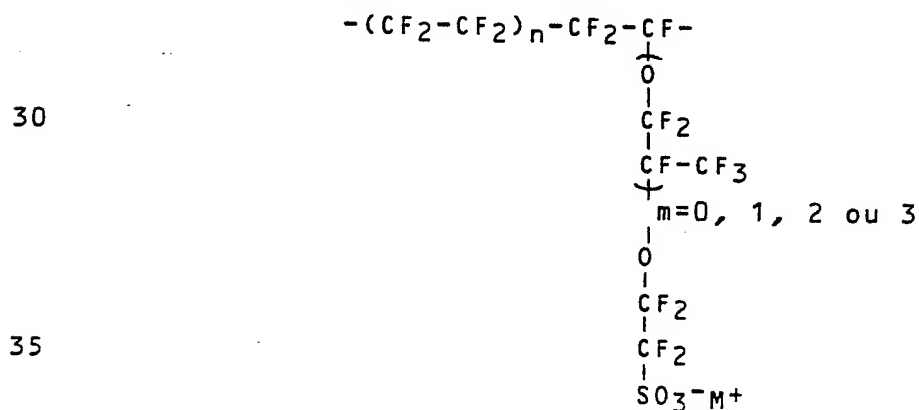 -(CF2-CF2)n-CF2-CF-
O
30 CF2
CF-CF3
m=0, 1, 2 ou 3
O
CF2
35 CF2
SO3-M+